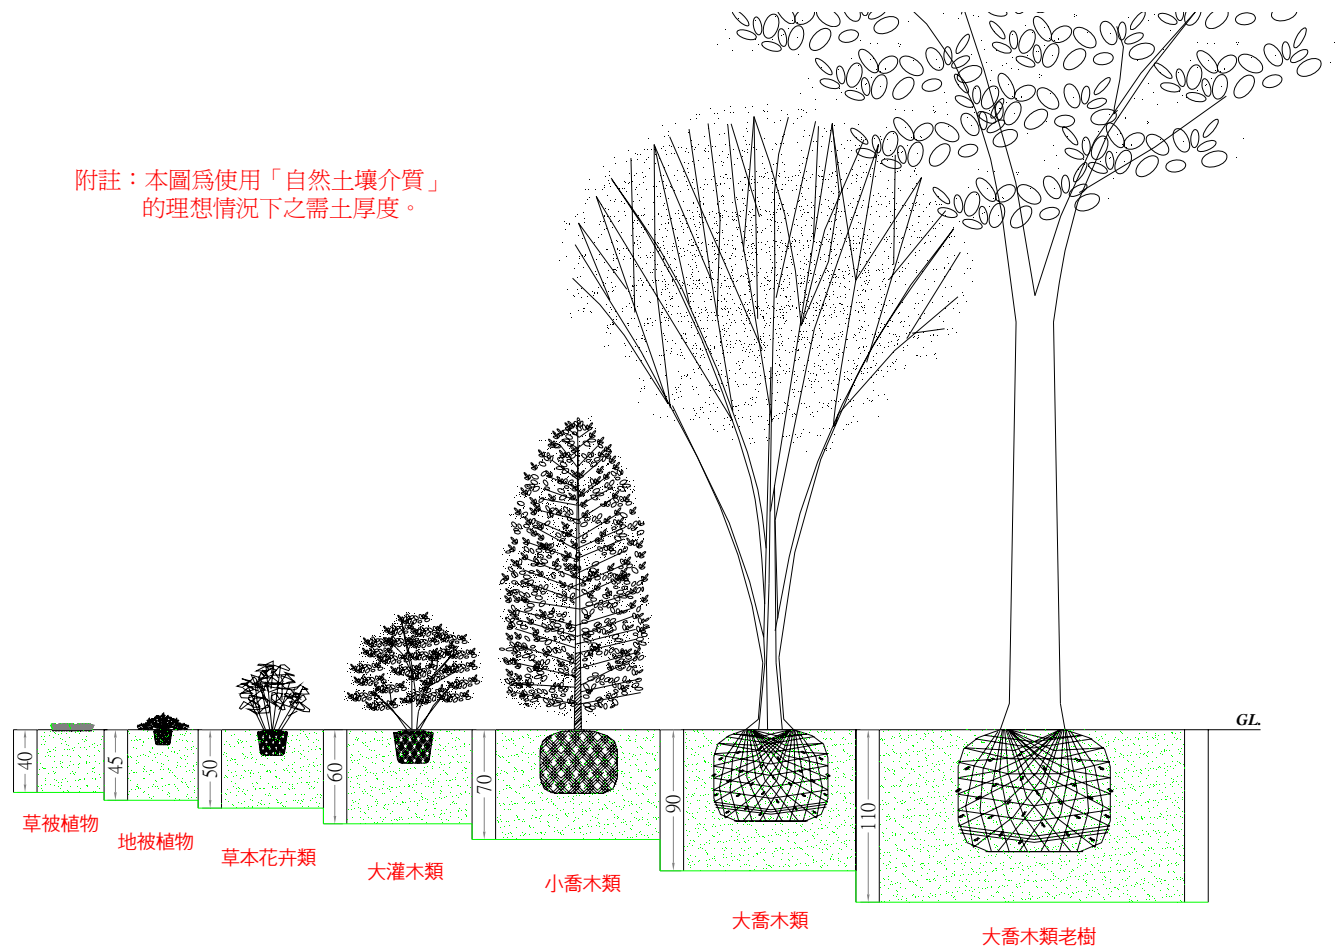 附註：本圖爲使用「自然土壤介質」
的理想情況下之需土厚度。
GL.
40
45
50
60
70
90
110
草被植物
地被植物
草本花卉類
大灌木類
小喬木類
大喬木類
大喬木類老樹